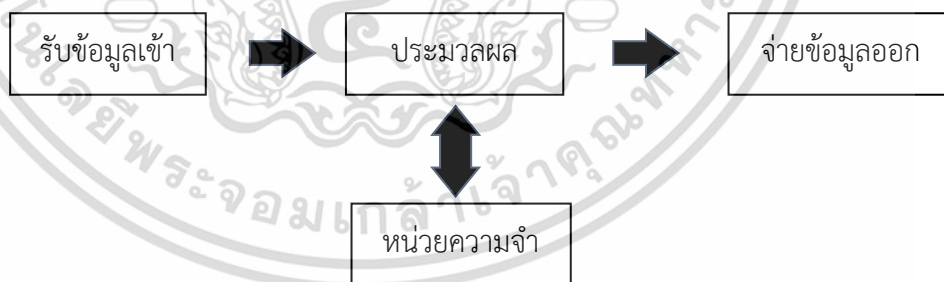 รับข้อมูลเข้า
ประมวลผล
จ่ายข้อมูลออก
หน่วยความจำ